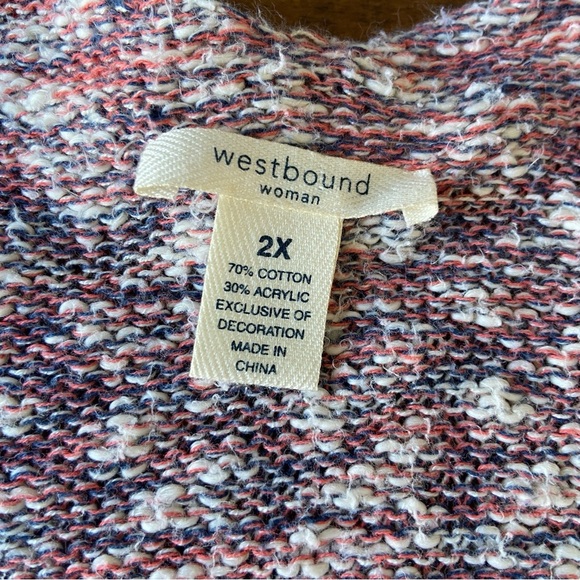 westbound
woman
2X
70% COTTON
30% ACRYLIC
EXCLUSIVE OF
DECORATION
MADE IN
CHINA